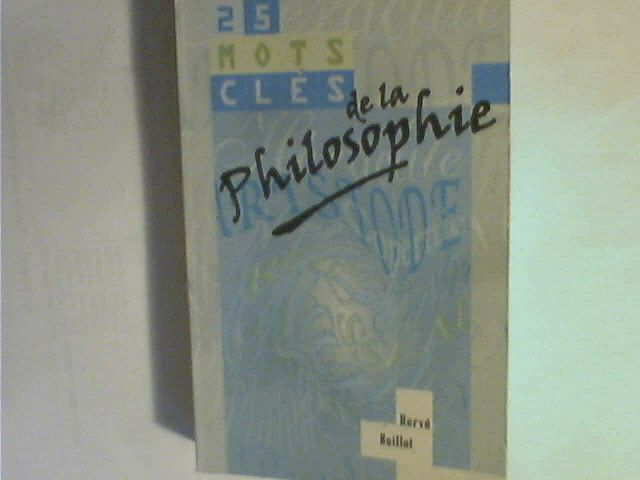 25
MOTS
CLÉS
de la
Philosophie
Hervé
Boillot